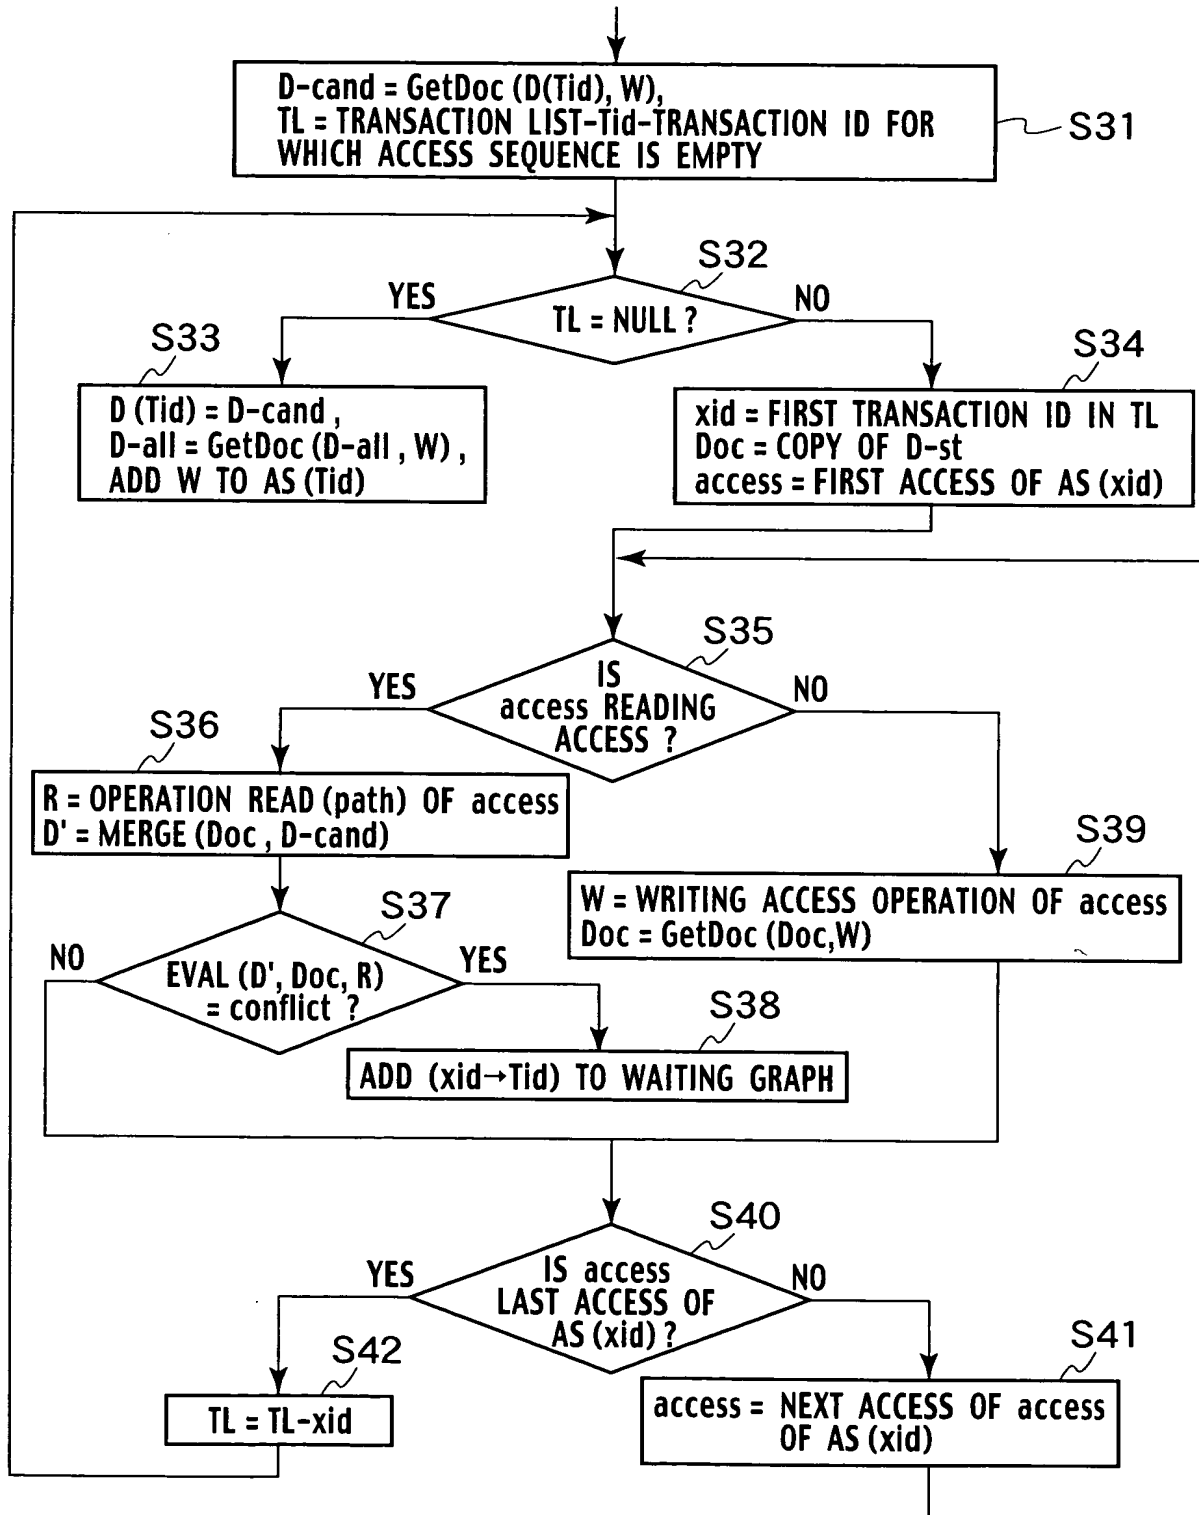 D-cand = GetDoc (D(Tid), W),
TL = TRANSACTION LIST-Tid-TRANSACTION ID FOR
WHICH ACCESS SEQUENCE IS EMPTY
S31
S32
YES
NO
TL = NULL ?
S33
D (Tid) = D-cand ,
D-all = GetDoc (D-all , W) ,
ADD W TO AS (Tid)
S34
xid = FIRST TRANSACTION ID IN TL
Doc = COPY OF D-st
access = FIRST ACCESS OF AS (xid)
S35
YES
NO
IS
access READING
ACCESS ?
S36
R = OPERATION READ (path) OF access
D' = MERGE (Doc , D-cand)
S39
W = WRITING ACCESS OPERATION OF access
Doc = GetDoc (Doc,W)
S37
NO
YES
EVAL (D', Doc, R)
= conflict ?
S38
ADD (xid→Tid) TO WAITING GRAPH
S40
YES
NO
IS access
LAST ACCESS OF
AS (xid) ?
S42
TL = TL-xid
S41
access = NEXT ACCESS OF access
OF AS (xid)